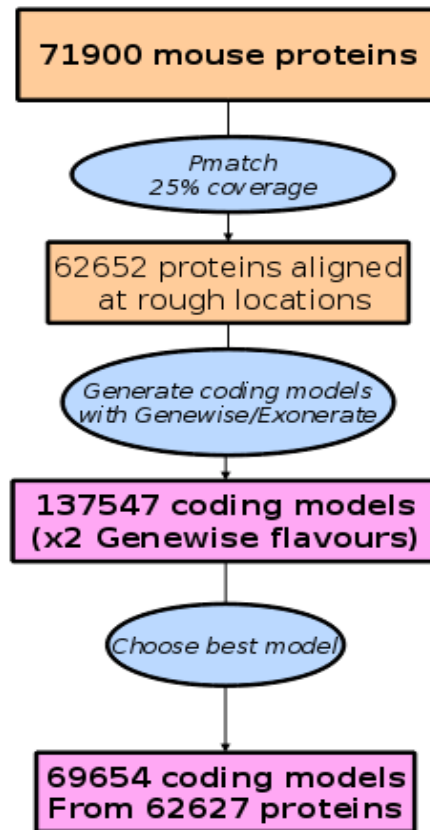 71900 mouse proteins
Pmatch
25% coverage
62652 proteins aligned
at rough locations
Generate coding models
with Genewise/Exonerate
137547 coding models
(x2 Genewise flavours)
Choose best model
69654 coding models
From 62627 proteins